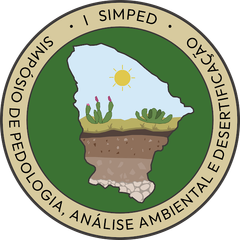 I SIMPED
SIMPÓSIO DE PEDOLOGIA, ANÁLISE AMBIENTAL E DESERTIFICAÇÃO